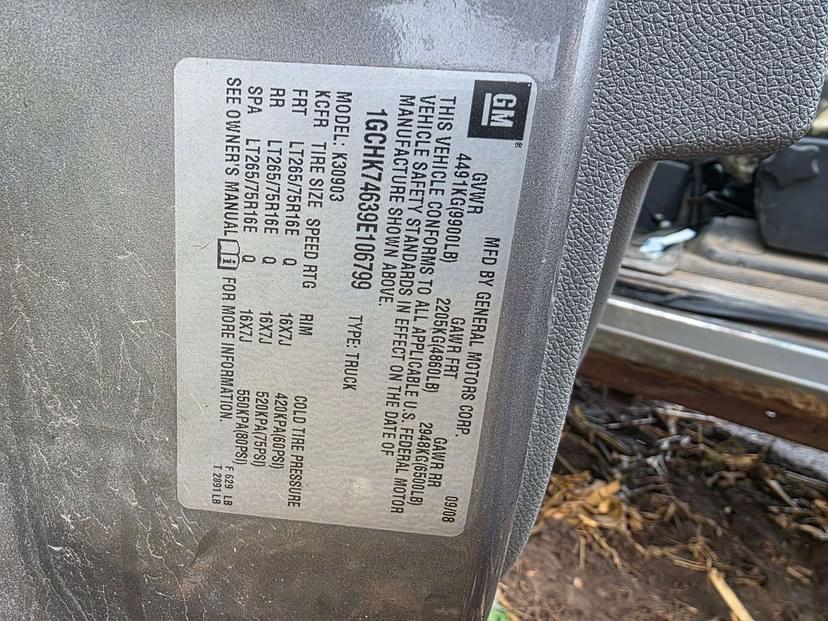 GM®
MFD BY GENERAL MOTORS CORP. 09/08
GVWR GAWR FRT GAWR RR
4491KG(9900LB) 2205KG(4860LB) 2948KG(6500LB)
THIS VEHICLE CONFORMS TO ALL APPLICABLE U.S. FEDERAL MOTOR
VEHICLE SAFETY STANDARDS IN EFFECT ON THE DATE OF
MANUFACTURE SHOWN ABOVE.
1GCHK74639E106799 TYPE: TRUCK
MODEL: K30903
KCFR TIRE SIZE SPEED RTG RIM COLD TIRE PRESSURE
FRT LT265/75R16E Q 16X7J 420KPA(60PSI)
RR LT265/75R16E Q 16X7J 520KPA(75PSI)
SPA LT265/75R16E Q 16X7J 550KPA(80PSI)
SEE OWNER'S MANUAL i FOR MORE INFORMATION.
F 629 LB
T 2891 LB